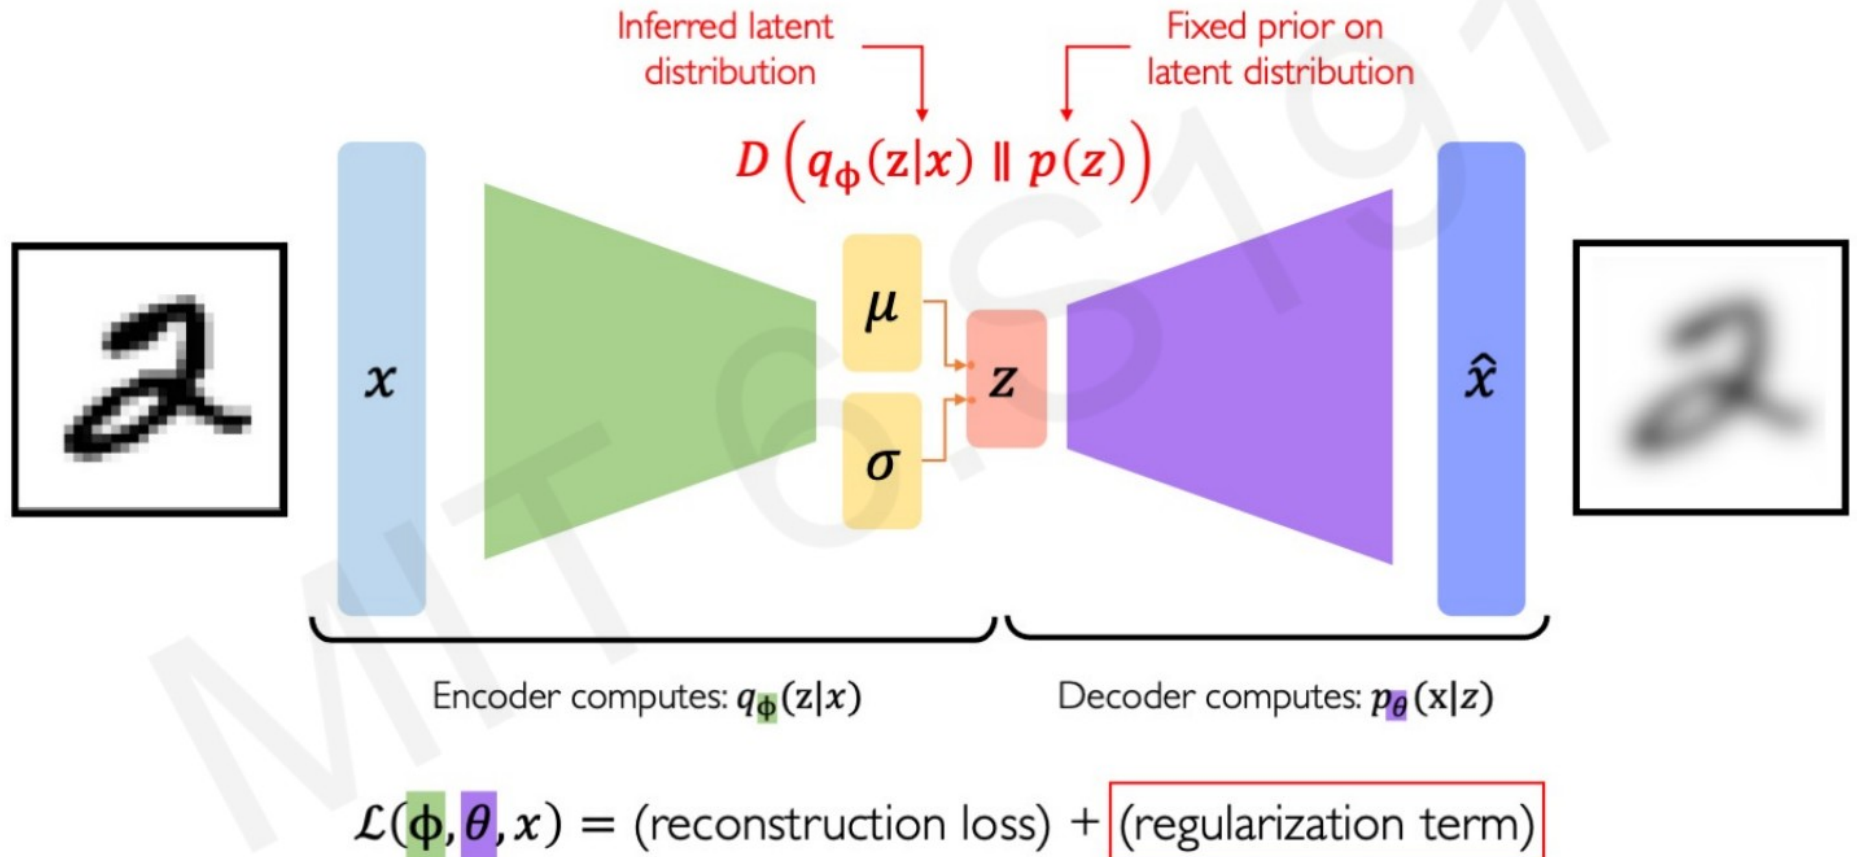 Inferred latent
distribution
Fixed prior on
latent distribution
D(qϕ(z|x) ∥ p(z))
x
μ
σ
z
x̂
MIT 6.S191
Encoder computes: qϕ(z|x)
Decoder computes: pθ(x|z)
ℒ(ϕ, θ, x) = (reconstruction loss) + (regularization term)